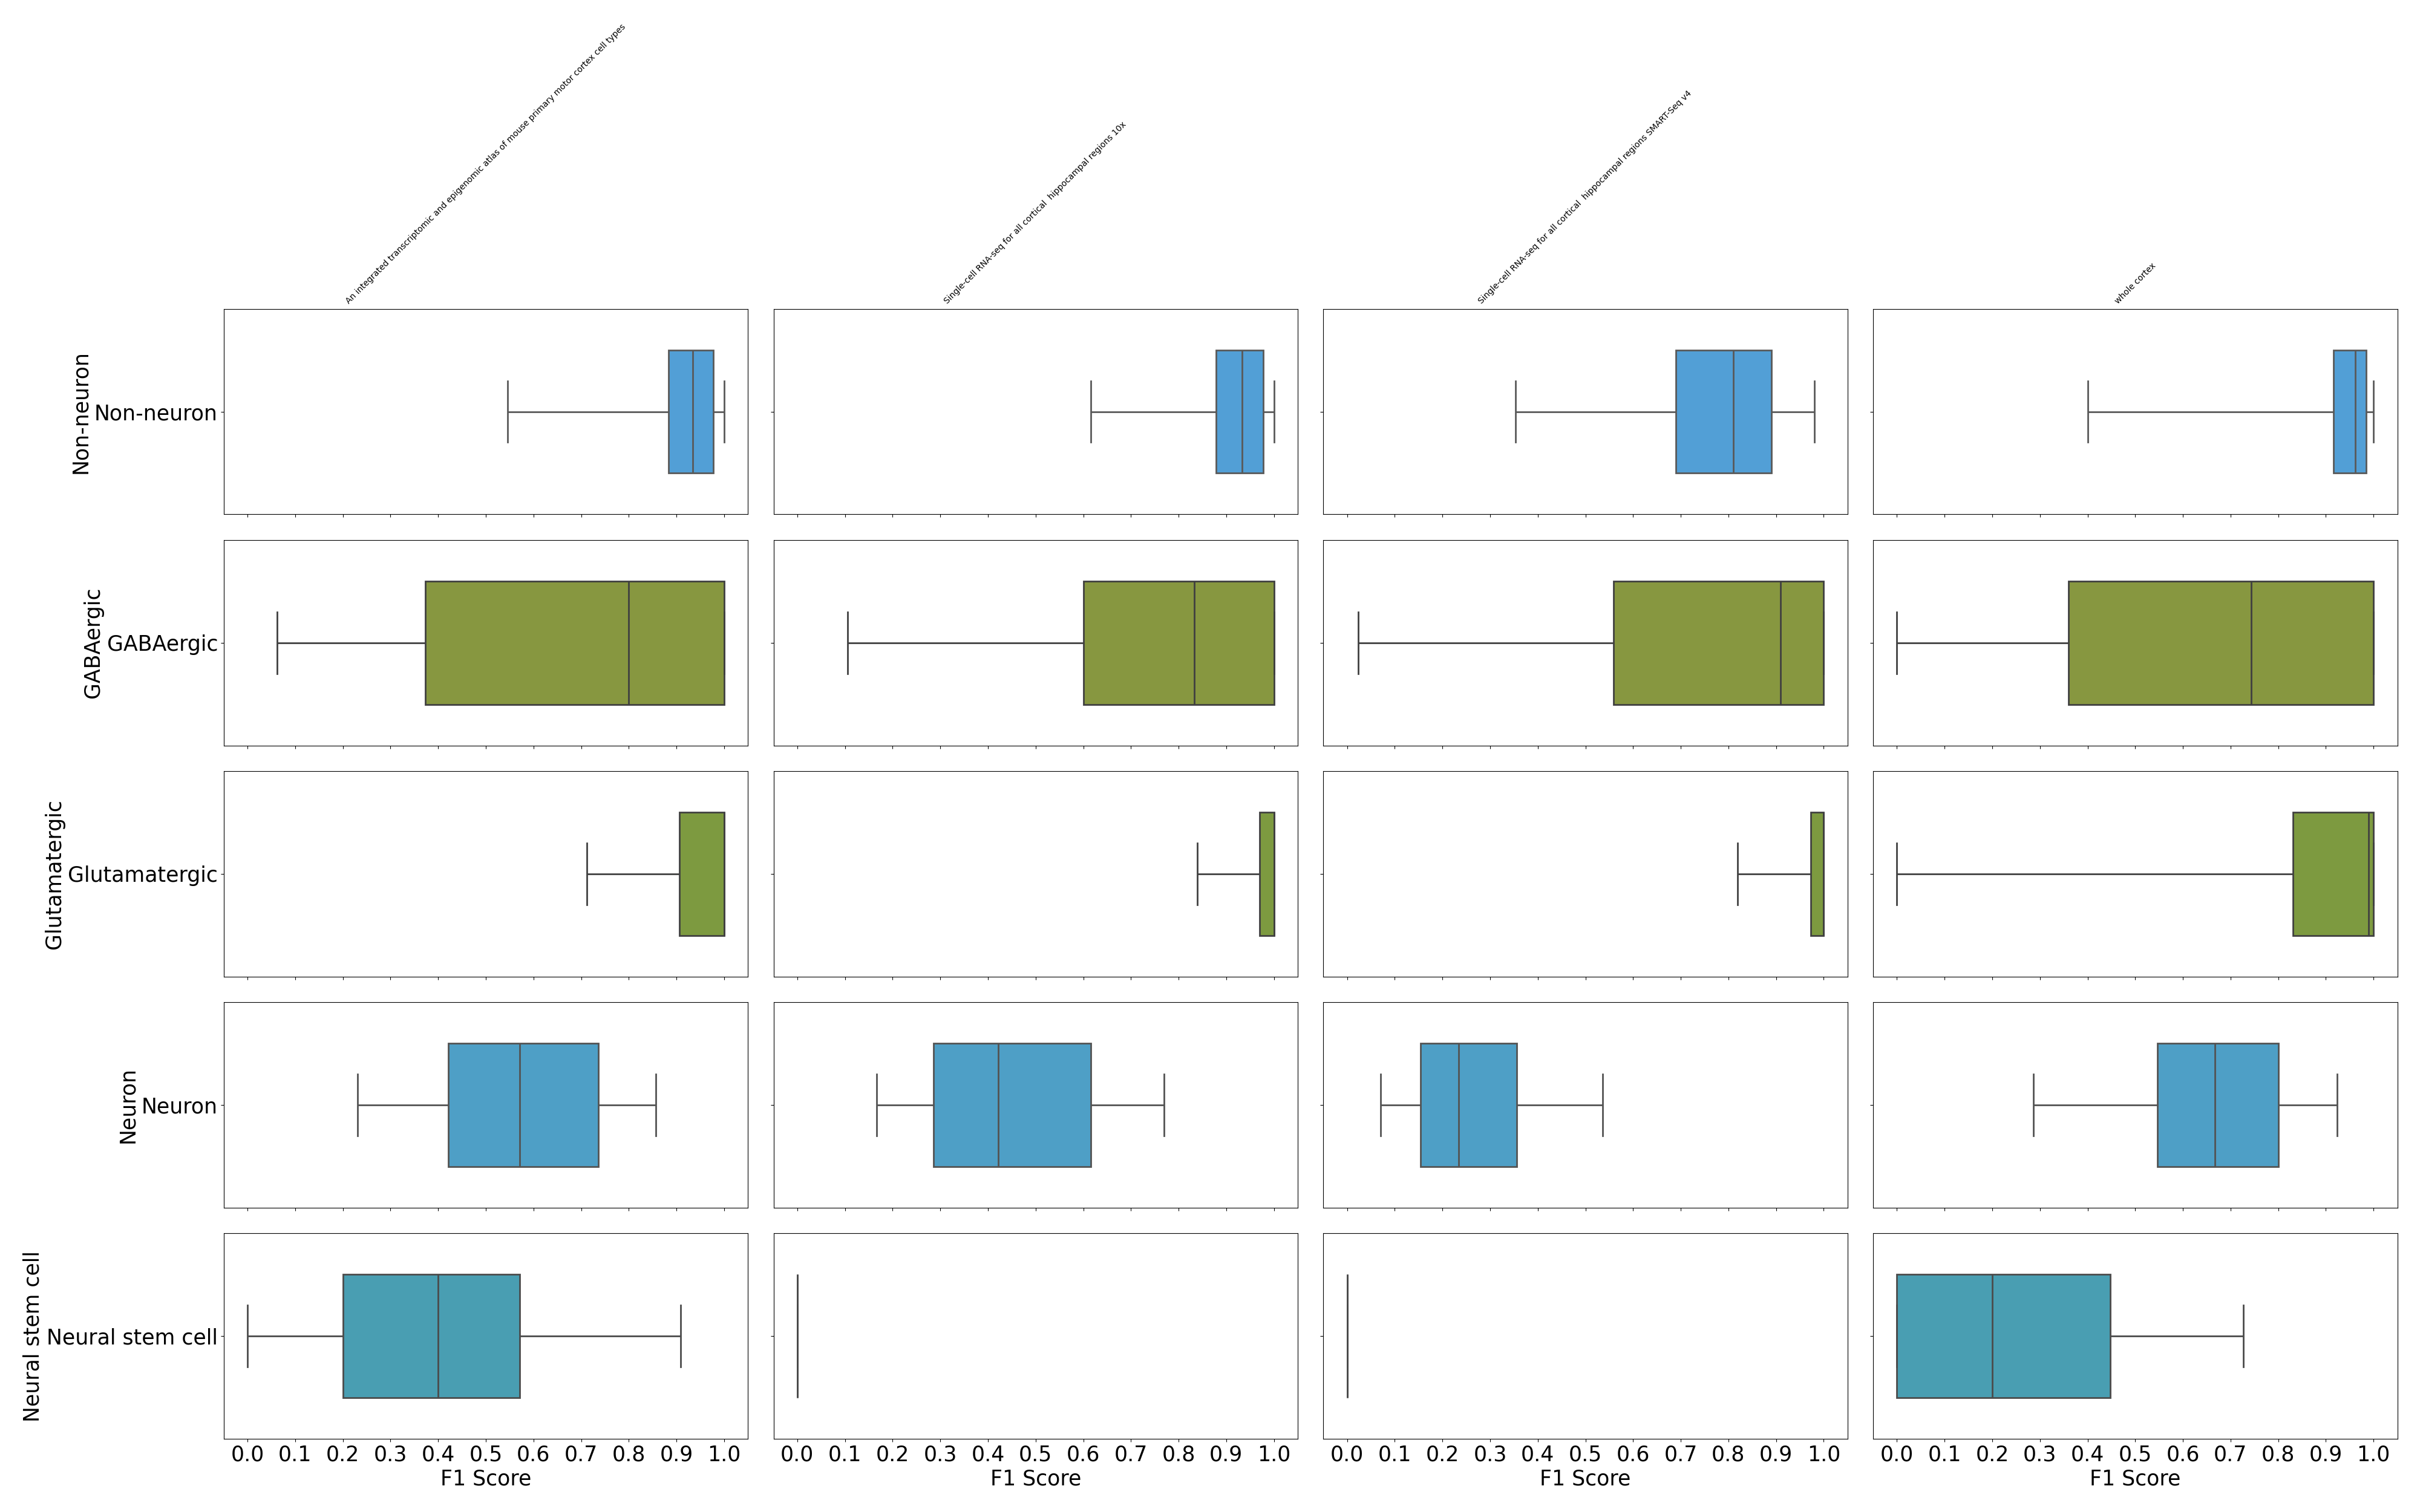 An integrated transcriptomic and epigenomic atlas of mouse primary motor cortex cell types
Single-cell RNA-seq for all cortical  hippocampal regions 10x
Single-cell RNA-seq for all cortical  hippocampal regions SMART-Seq v4
whole cortex
Non-neuron
Non-neuron
GABAergic
GABAergic
Glutamatergic
Glutamatergic
Neuron
Neuron
Neural stem cell
Neural stem cell
0.0 0.1 0.2 0.3 0.4 0.5 0.6 0.7 0.8 0.9 1.0
0.0 0.1 0.2 0.3 0.4 0.5 0.6 0.7 0.8 0.9 1.0
0.0 0.1 0.2 0.3 0.4 0.5 0.6 0.7 0.8 0.9 1.0
0.0 0.1 0.2 0.3 0.4 0.5 0.6 0.7 0.8 0.9 1.0
F1 Score
F1 Score
F1 Score
F1 Score